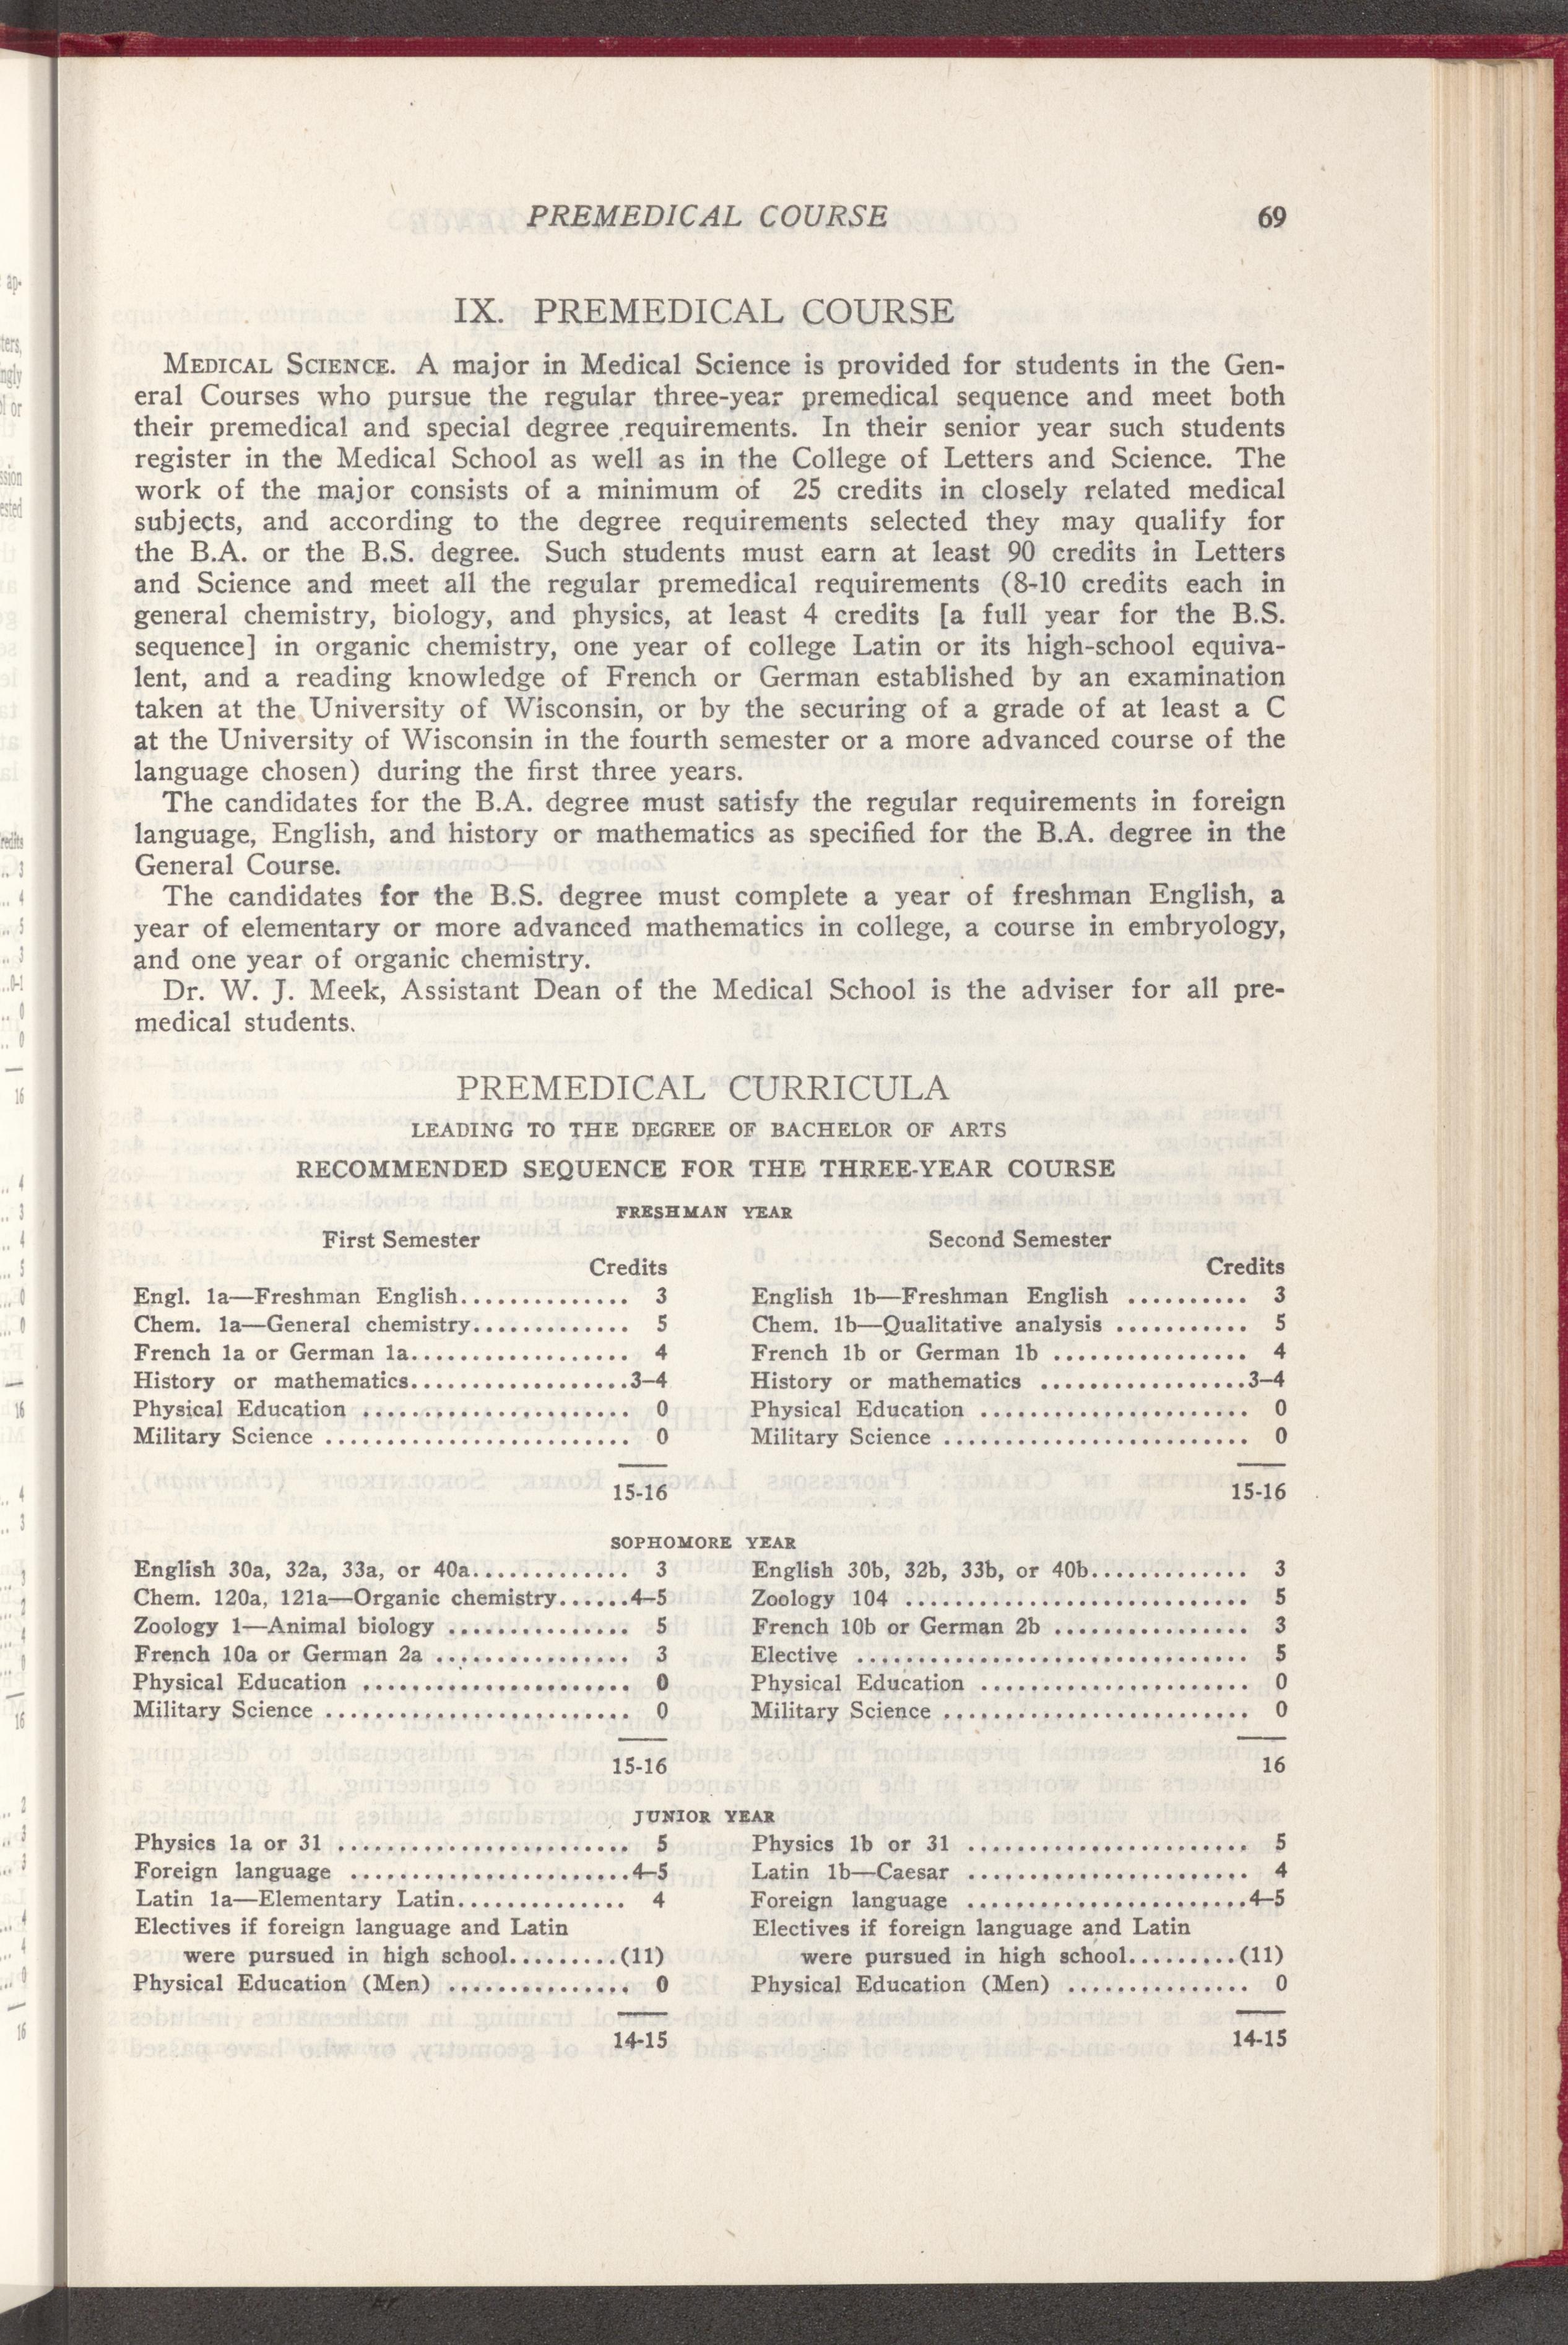 PREMEDICAL COURSE 69
IX. PREMEDICAL COURSE
MEDICAL SCIENCE. A major in Medical Science is provided for students in the Gen-
eral Courses who pursue the regular three-year premedical sequence and meet both
their premedical and special degree requirements. In their senior year such students
register in the Medical School as well as in the College of Letters and Science. The
work of the major consists of a minimum of 25 credits in closely related medical
subjects, and according to the degree requirements selected they may qualify for
the B.A. or the B.S. degree. Such students must earn at least 90 credits in Letters
and Science and meet all the regular premedical requirements (8-10 credits each in
general chemistry, biology, and physics, at least 4 credits [a full year for the B.S.
sequence] in organic chemistry, one year of college Latin or its high-school equiva-
lent, and a reading knowledge of French or German established by an examination
taken at the University of Wisconsin, or by the securing of a grade of at least a C
at the University of Wisconsin in the fourth semester or a more advanced course of the
language chosen) during the first three years.
The candidates for the B.A. degree must satisfy the regular requirements in foreign
language, English, and history or mathematics as specified for the B.A. degree in the
General Course.
The candidates for the B.S. degree must complete a year of freshman English, a
year of elementary or more advanced mathematics in college, a course in embryology,
and one year of organic chemistry.
Dr. W. J. Meek, Assistant Dean of the Medical School is the adviser for all pre-
medical students.
PREMEDICAL CURRICULA
LEADING TO THE DEGREE OF BACHELOR OF ARTS
RECOMMENDED SEQUENCE FOR THE THREE-YEAR COURSE
FRESHMAN YEAR
First Semester
Credits
Engl. 1a—Freshman English.............. 3
Chem. 1a—General chemistry............. 5
French 1a or German 1a.................. 4
History or mathematics..................3–4
Physical Education ...................... 0
Military Science ......................... 0
15-16
Second Semester
Credits
English 1b—Freshman English .......... 3
Chem. 1b—Qualitative analysis ........... 5
French 1b or German 1b ................ 4
History or mathematics .................3–4
Physical Education ...................... 0
Military Science ......................... 0
15-16
SOPHOMORE YEAR
English 30a, 32a, 33a, or 40a............. 3
Chem. 120a, 121a—Organic chemistry......4–5
Zoology 1—Animal biology ............... 5
French 10a or German 2a ................ 3
Physical Education ...................... 0
Military Science ......................... 0
15-16
English 30b, 32b, 33b, or 40b............. 3
Zoology 104 ............................ 5
French 10b or German 2b ................ 3
Elective ................................ 5
Physical Education ...................... 0
Military Science ......................... 0
16
JUNIOR YEAR
Physics 1a or 31 ........................ 5
Foreign language .......................4–5
Latin 1a—Elementary Latin.............. 4
Electives if foreign language and Latin
were pursued in high school.........(11)
Physical Education (Men) ............... 0
14-15
Physics 1b or 31 ....................... 5
Latin 1b—Caesar ....................... 4
Foreign language .......................4–5
Electives if foreign language and Latin
were pursued in high school.........(11)
Physical Education (Men) ............... 0
14-15